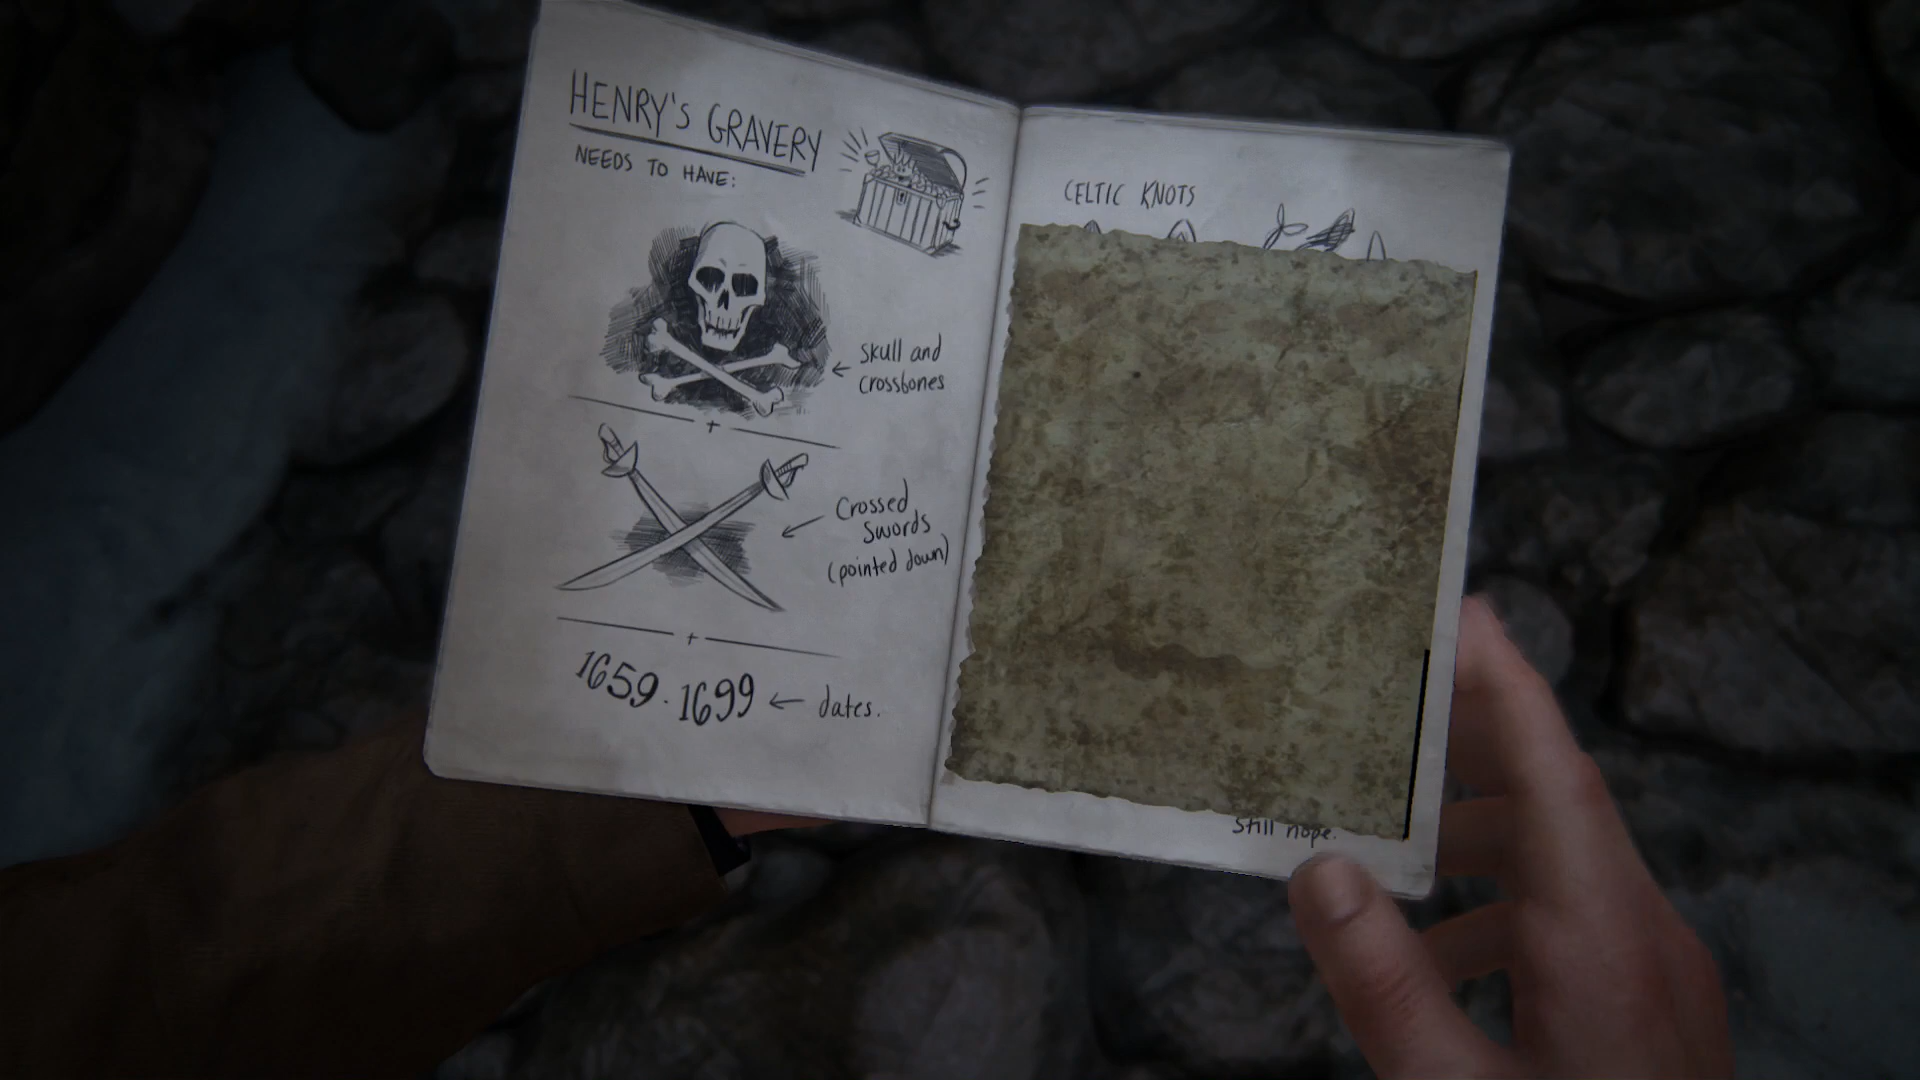 HENRY'S GRAVERY
NEEDS TO HAVE:
Skull and
crossbones
+
Crossed
Swords
(pointed down)
+
1659 - 1699 ← dates.
CELTIC KNOTS
Still nope.